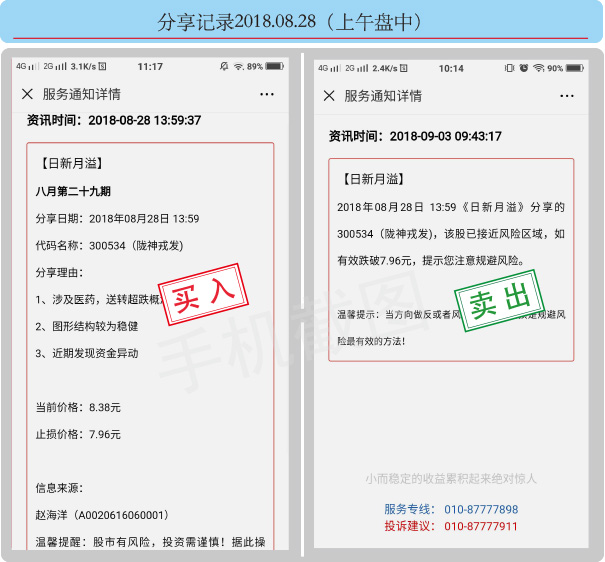 分享记录2018.08.28（上午盘中）
4G 2G 3.1K/s 11:17 89%
服务通知详情
资讯时间：2018-08-28 13:59:37
【日新月溢】
八月第二十九期
分享日期：2018年08月28日 13:59
代码名称：300534（陇神戎发）
分享理由：
1、涉及医药，送转超跌概
2、图形结构较为稳健
3、近期发现资金异动
买入
当前价格：8.38元
止损价格：7.96元
信息来源：
赵海洋（A0020616060001）
温馨提醒：股市有风险，投资需谨慎！据此操
4G 2G 2.4K/s 10:14 90%
服务通知详情
资讯时间：2018-09-03 09:43:17
【日新月溢】
2018年08月28日 13:59《日新月溢》分享的
300534（陇神戎发)，该股已接近风险区域，如
有效跌破7.96元，提示您注意规避风险。
卖出
温馨提示：当方向做反或者风 是规避风
险最有效的方法！
小而稳定的收益累积起来绝对惊人
服务专线： 010-87777898
投诉建议： 010-87777911
手机截图